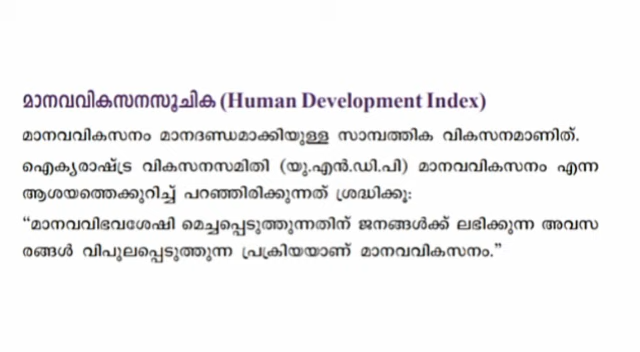 മാനവവികസനസൂചിക (Human Development Index)
മാനവവികസനം മാനദണ്ഡമാക്കിയുള്ള സാമ്പത്തിക വികസനമാണിത്.
ഐക്യരാഷ്ട്ര വികസനസമിതി (യു.എൻ.ഡി.പി) മാനവവികസനം എന്ന
ആശയത്തെക്കുറിച്ച് പറഞ്ഞിരിക്കുന്നത് ശ്രദ്ധിക്കൂ:
“മാനവവിഭവശേഷി മെച്ചപ്പെടുത്തുന്നതിന് ജനങ്ങൾക്ക് ലഭിക്കുന്ന അവസ
രങ്ങൾ വിപുലപ്പെടുത്തുന്ന പ്രക്രിയയാണ് മാനവവികസനം.”